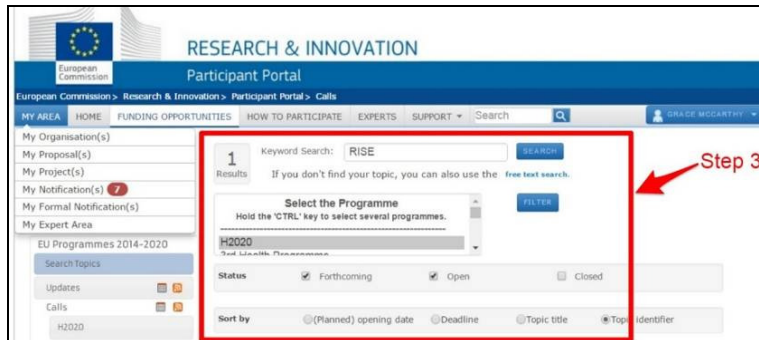 European
Commission
RESEARCH & INNOVATION
Participant Portal
European Commission > Research & Innovation > Participant Portal > Calls
MY AREA HOME FUNDING OPPORTUNITIES HOW TO PARTICIPATE EXPERTS SUPPORT Search GRACE MCCARTHY
My Organisation(s)
My Proposal(s)
My Project(s)
My Notification(s) 7
My Formal Notification(s)
My Expert Area
EU Programmes 2014-2020
Search Topics
Updates
Calls
H2020
1
Results
Keyword Search: RISE SEARCH
If you don't find your topic, you can also use the free text search.
Select the Programme
Hold the 'CTRL' key to select several programmes.
H2020
3rd Health Programme
FILTER
Status Forthcoming Open Closed
Sort by (Planned) opening date Deadline Topic title Topic identifier
Step 3